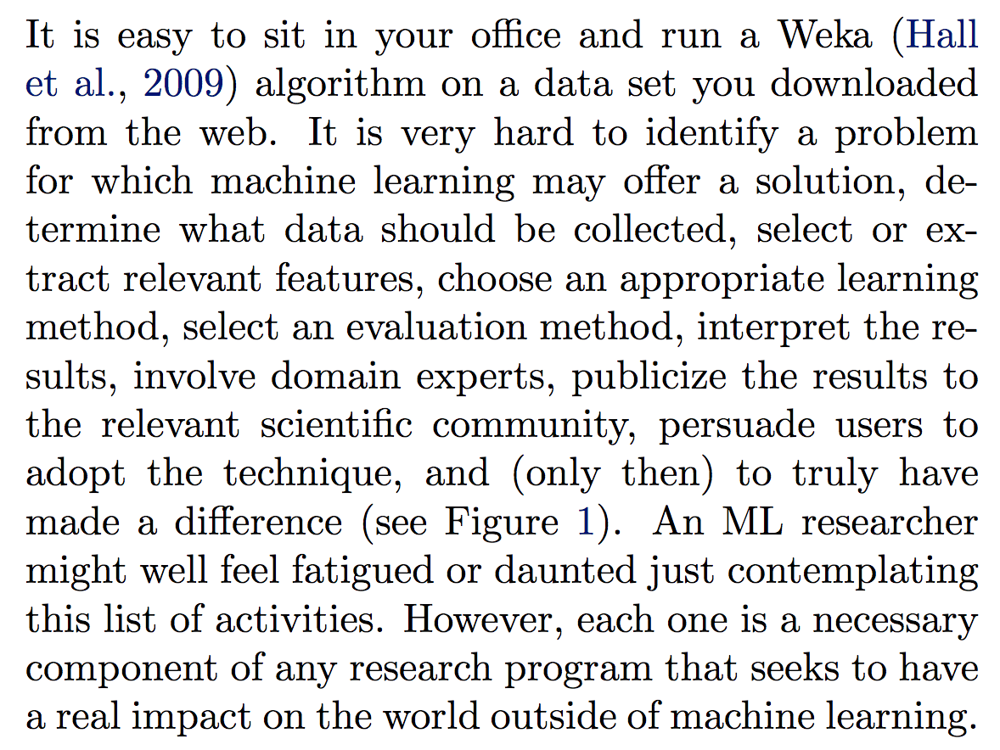 It is easy to sit in your office and run a Weka (Hall
et al., 2009) algorithm on a data set you downloaded
from the web. It is very hard to identify a problem
for which machine learning may offer a solution, de-
termine what data should be collected, select or ex-
tract relevant features, choose an appropriate learning
method, select an evaluation method, interpret the re-
sults, involve domain experts, publicize the results to
the relevant scientific community, persuade users to
adopt the technique, and (only then) to truly have
made a difference (see Figure 1). An ML researcher
might well feel fatigued or daunted just contemplating
this list of activities. However, each one is a necessary
component of any research program that seeks to have
a real impact on the world outside of machine learning.